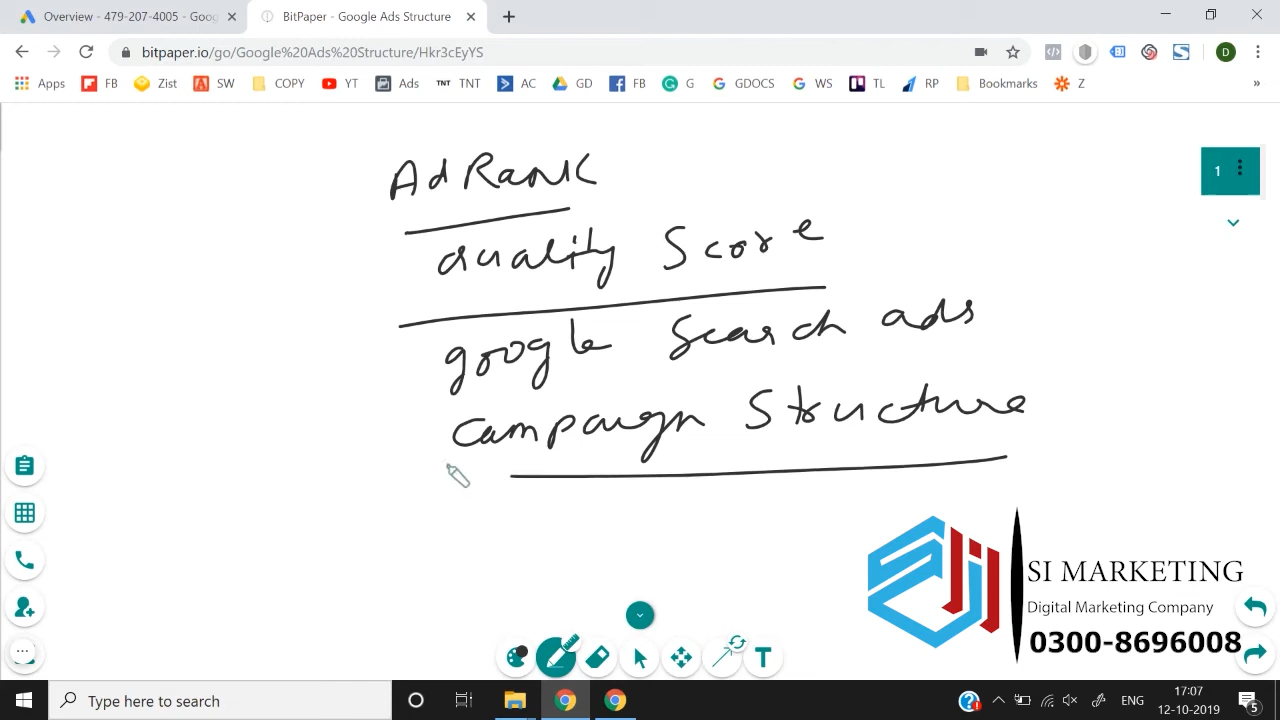 Overview - 479-207-4005 - Goog
BitPaper - Google Ads Structure
bitpaper.io/go/Google%20Ads%20Structure/Hkr3cEyYS
D
Apps FB Zist SW COPY YT Ads TNT TNT AC GD FB G GDOCS WS TL RP Bookmarks Z »
1
AdRank
quality Score
google Search ads
campaign Structure
SI MARKETING
Digital Marketing Company
0300-8696008
T
Type here to search
ENG
17:07
12-10-2019
5